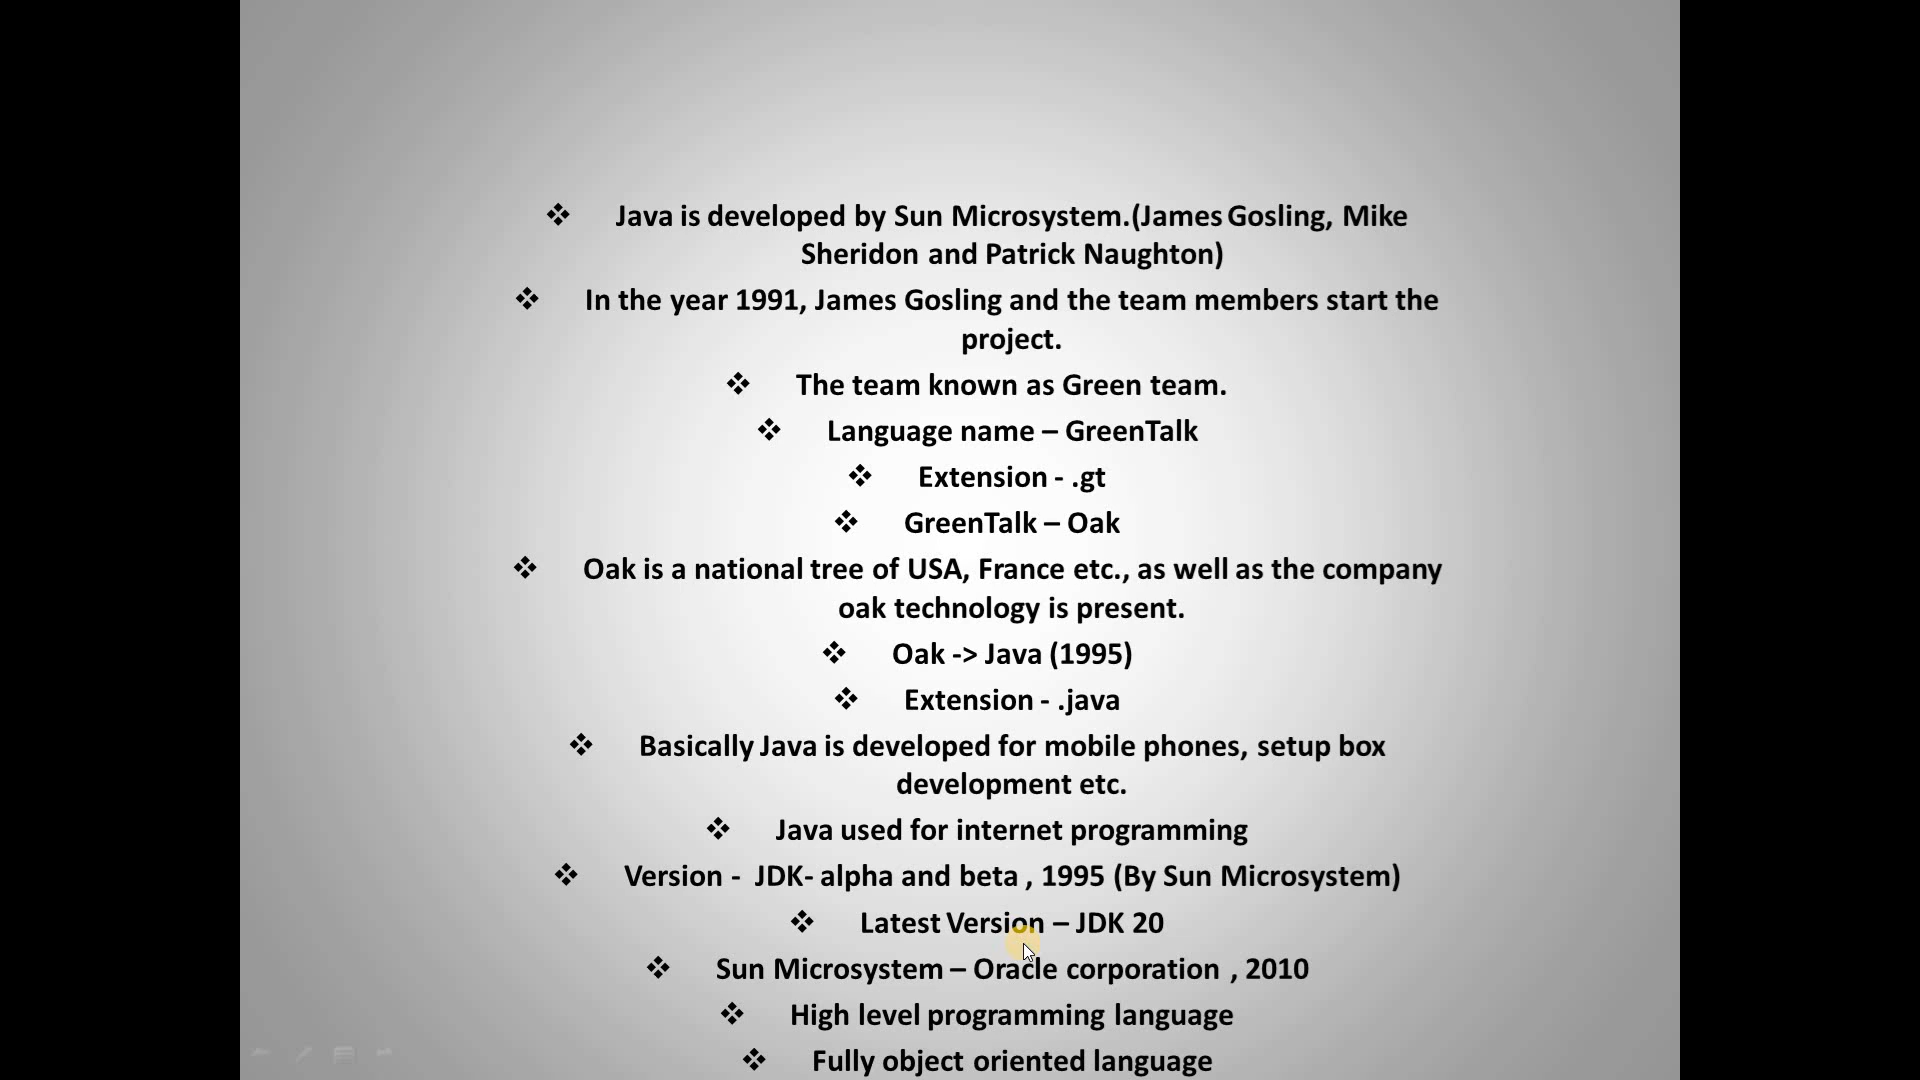 ❖ Java is developed by Sun Microsystem.(James Gosling, Mike
Sheridon and Patrick Naughton)
❖ In the year 1991, James Gosling and the team members start the
project.
❖ The team known as Green team.
❖ Language name – GreenTalk
❖ Extension - .gt
❖ GreenTalk – Oak
❖ Oak is a national tree of USA, France etc., as well as the company
oak technology is present.
❖ Oak -> Java (1995)
❖ Extension - .java
❖ Basically Java is developed for mobile phones, setup box
development etc.
❖ Java used for internet programming
❖ Version - JDK- alpha and beta , 1995 (By Sun Microsystem)
❖ Latest Version – JDK 20
❖ Sun Microsystem – Oracle corporation , 2010
❖ High level programming language
❖ Fully object oriented language